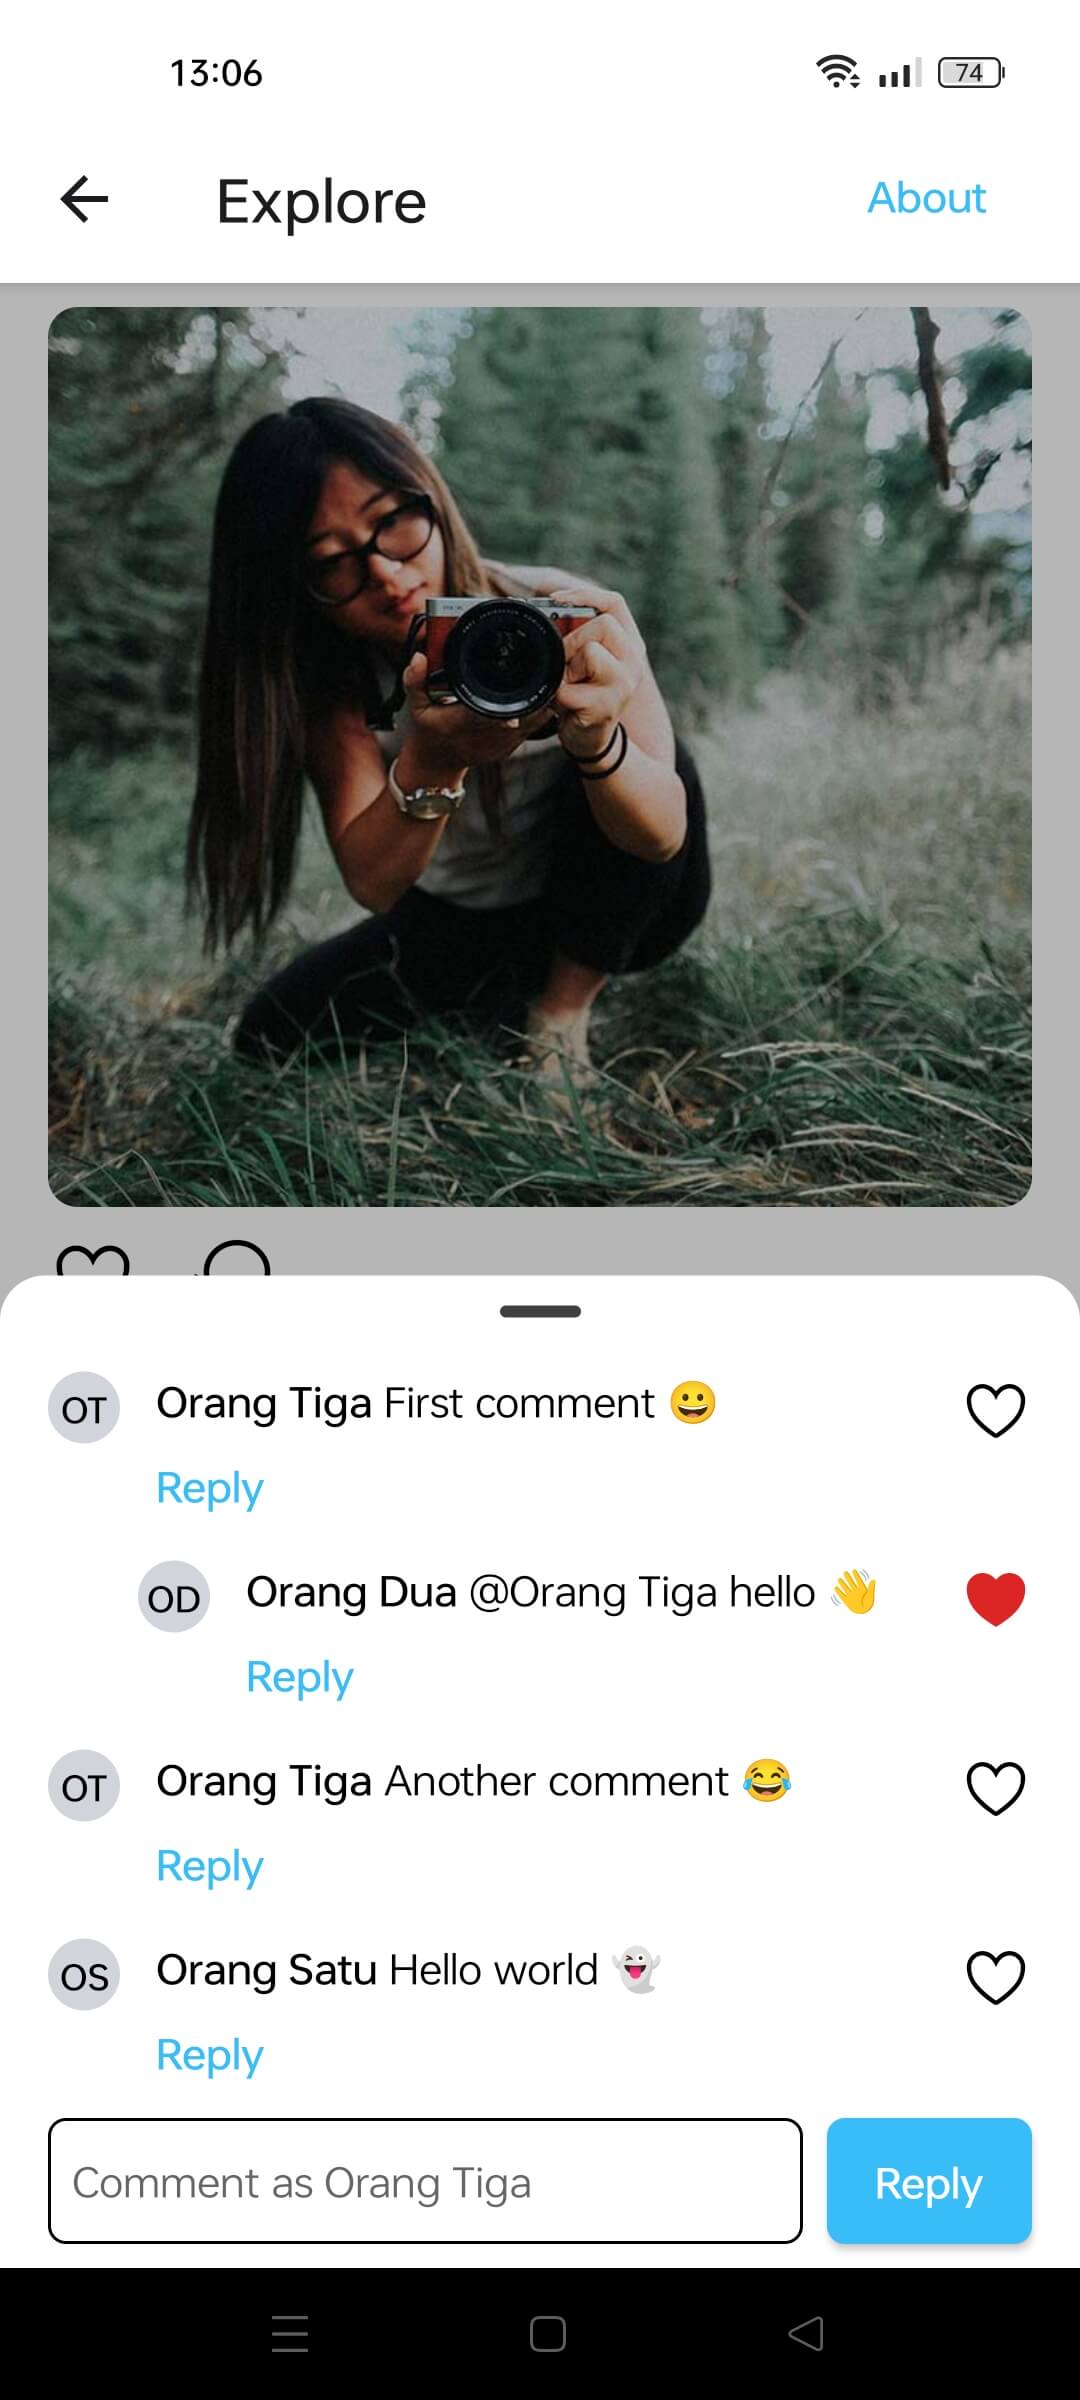 13:06
74
Explore
About
OT
Orang Tiga First comment 😀
Reply
OD
Orang Dua @Orang Tiga hello 👋
Reply
OT
Orang Tiga Another comment 😂
Reply
OS
Orang Satu Hello world 👻
Reply
Comment as Orang Tiga
Reply